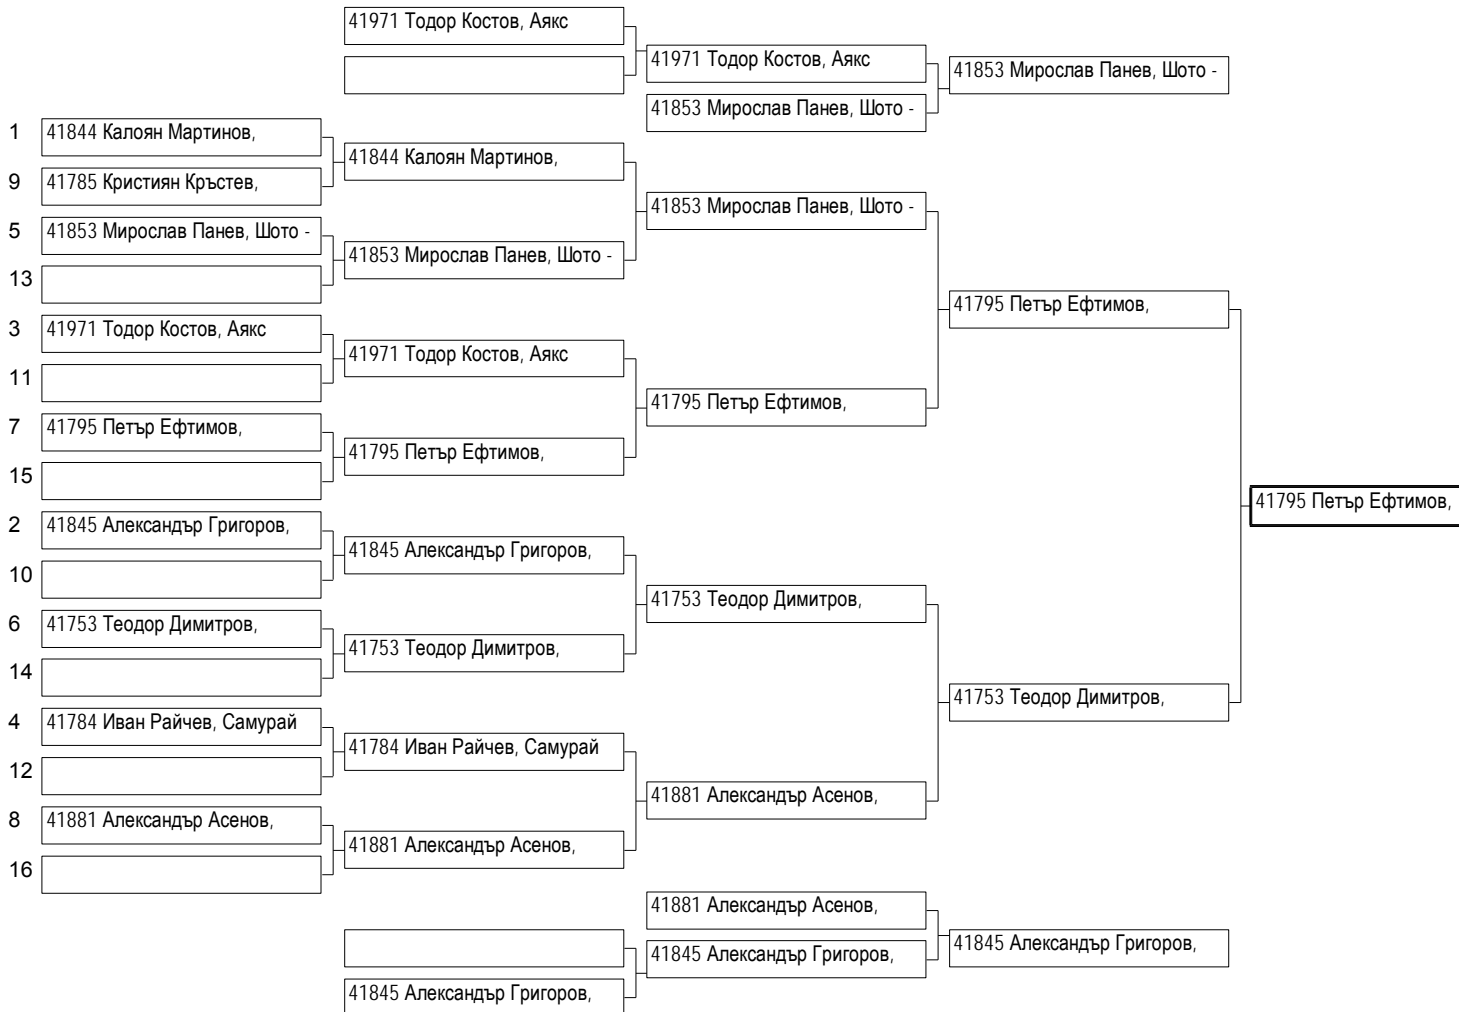 41971 Тодор Костов, Аякс
41971 Тодор Костов, Аякс
41853 Мирослав Панев, Шото -
41853 Мирослав Панев, Шото -
1 41844 Калоян Мартинов,
41844 Калоян Мартинов,
9 41785 Кристиян Кръстев,
41853 Мирослав Панев, Шото -
5 41853 Мирослав Панев, Шото -
41853 Мирослав Панев, Шото -
13
41795 Петър Ефтимов,
3 41971 Тодор Костов, Аякс
41971 Тодор Костов, Аякс
11
41795 Петър Ефтимов,
7 41795 Петър Ефтимов,
41795 Петър Ефтимов,
15
41795 Петър Ефтимов,
2 41845 Александър Григоров,
41845 Александър Григоров,
10
41753 Теодор Димитров,
6 41753 Теодор Димитров,
41753 Теодор Димитров,
14
41753 Теодор Димитров,
4 41784 Иван Райчев, Самурай
41784 Иван Райчев, Самурай
12
41881 Александър Асенов,
8 41881 Александър Асенов,
41881 Александър Асенов,
16
41881 Александър Асенов,
41845 Александър Григоров,
41845 Александър Григоров,
41845 Александър Григоров,